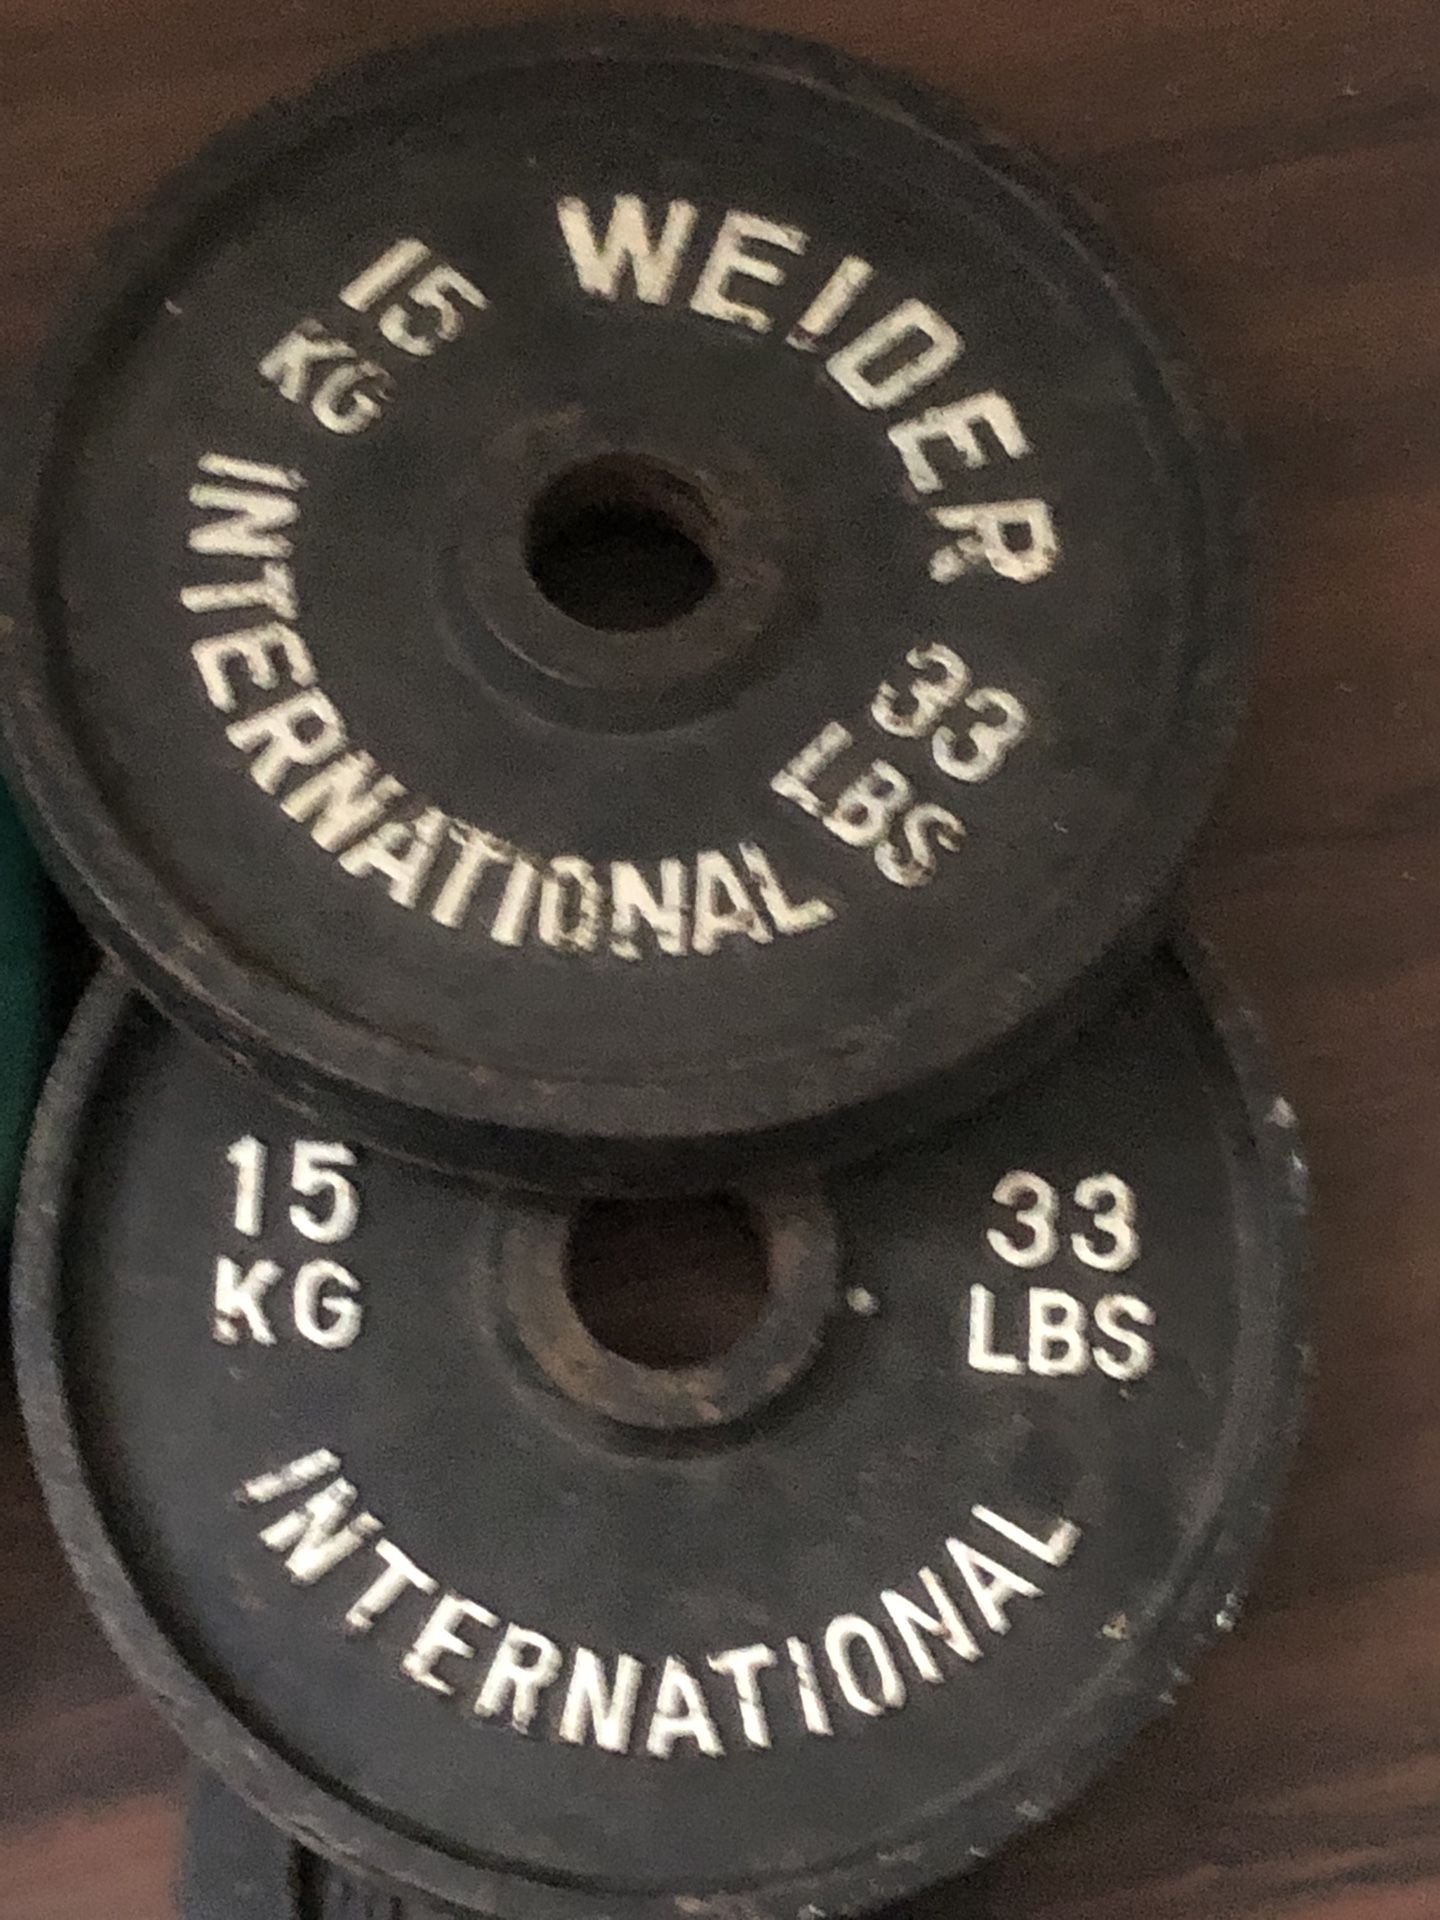 WEIDER
15
KG
33
LBS
INTERNATIONAL
15
KG
33
LBS
INTERNATIONAL